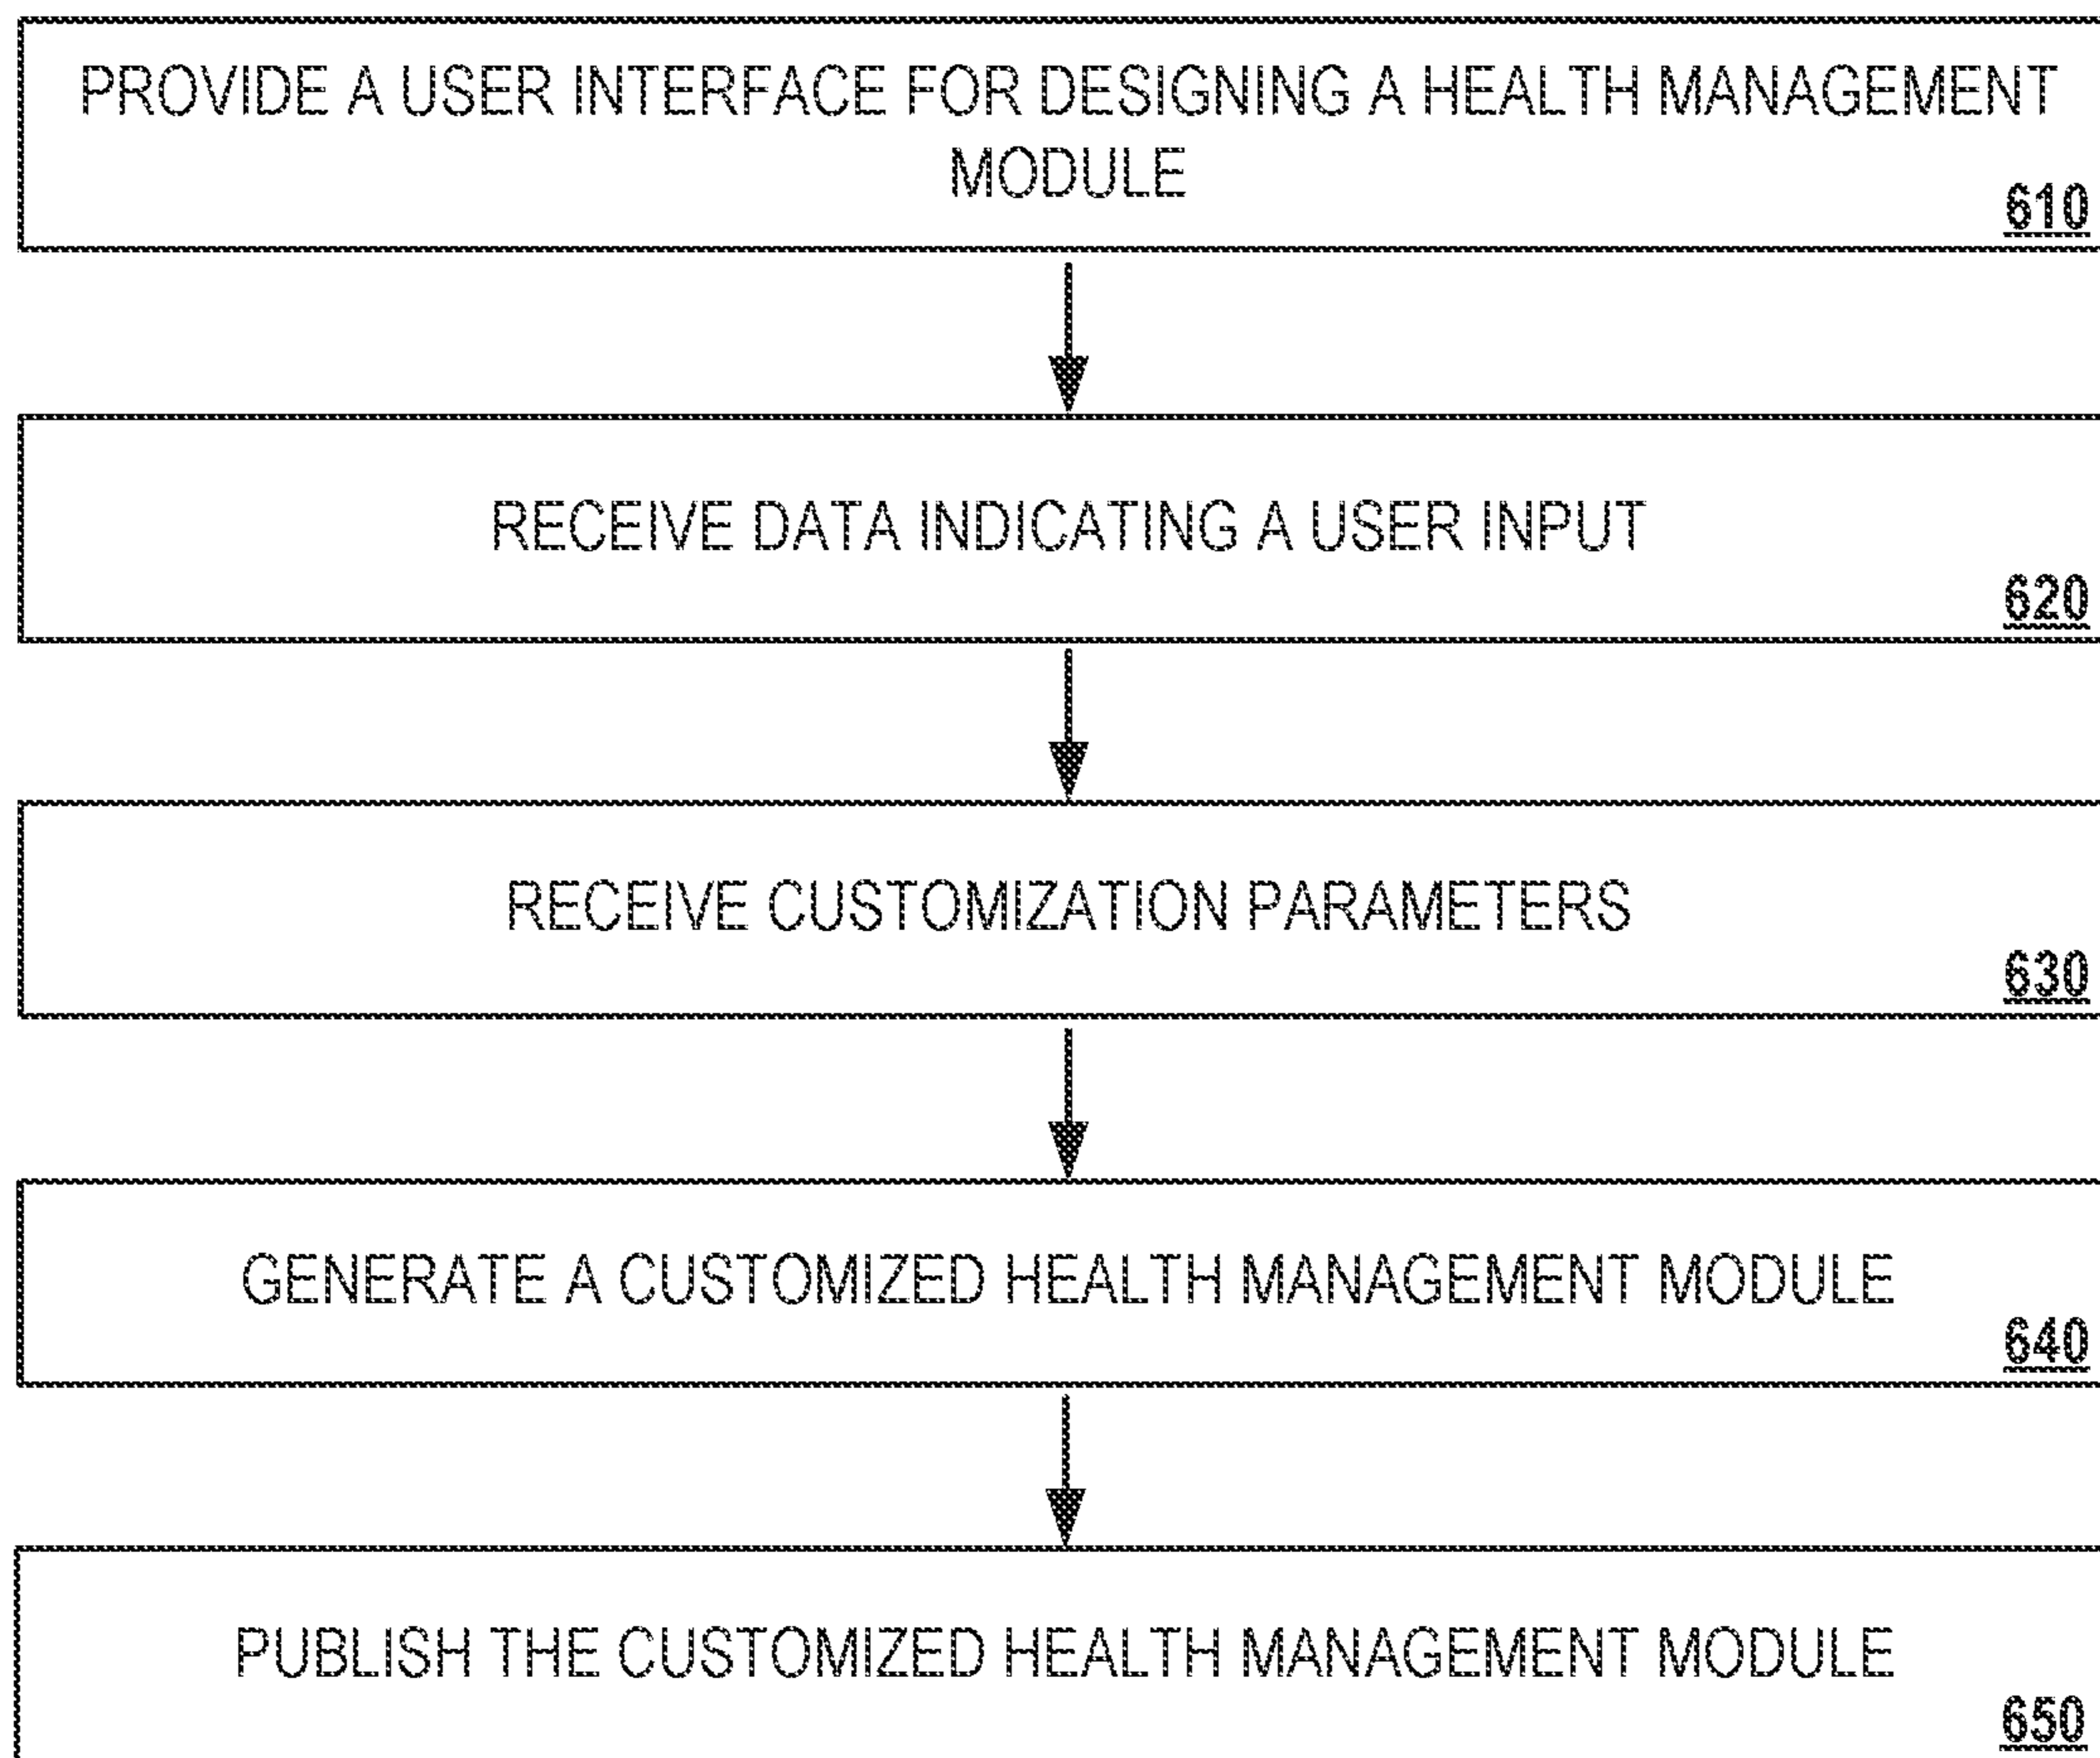 PROVIDE A USER INTERFACE FOR DESIGNING A HEALTH MANAGEMENT
MODULE
610
RECEIVE DATA INDICATING A USER INPUT
620
RECEIVE CUSTOMIZATION PARAMETERS
630
GENERATE A CUSTOMIZED HEALTH MANAGEMENT MODULE
640
PUBLISH THE CUSTOMIZED HEALTH MANAGEMENT MODULE
650